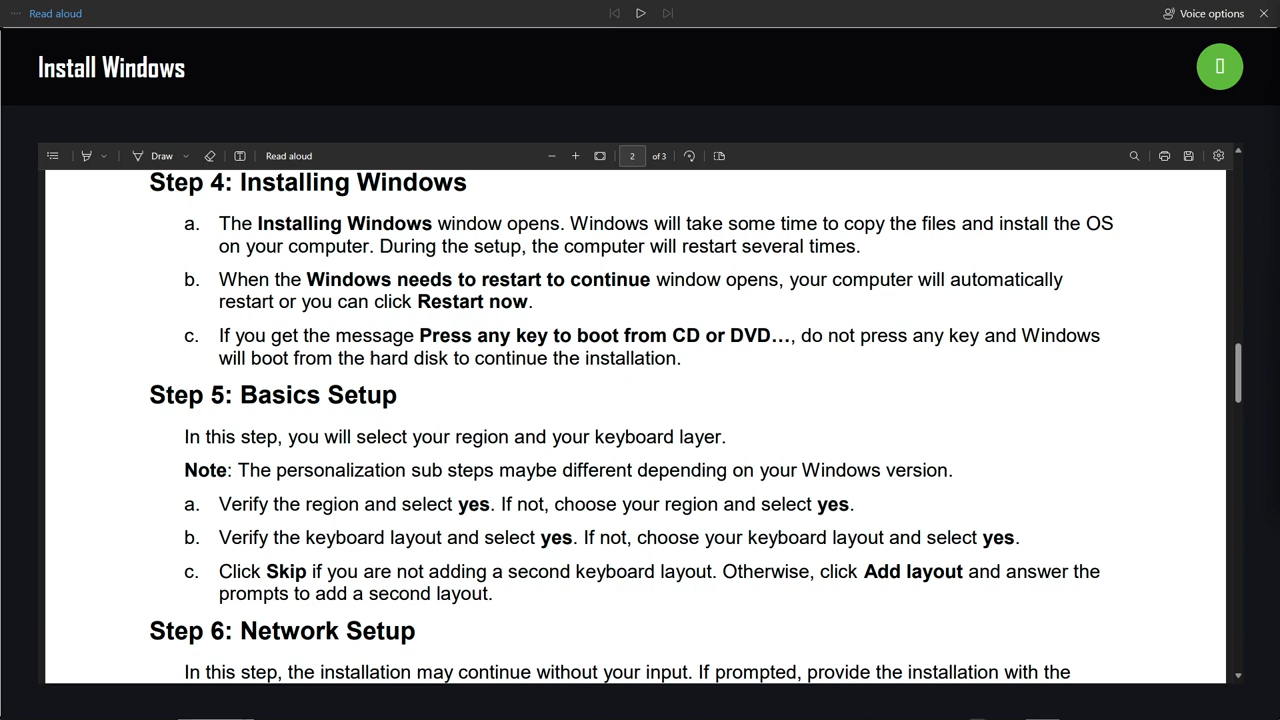 Read aloud
Voice options
Install Windows
Draw
Read aloud
2 of 3
Step 4: Installing Windows
a. The Installing Windows window opens. Windows will take some time to copy the files and install the OS
on your computer. During the setup, the computer will restart several times.
b. When the Windows needs to restart to continue window opens, your computer will automatically
restart or you can click Restart now.
c. If you get the message Press any key to boot from CD or DVD…, do not press any key and Windows
will boot from the hard disk to continue the installation.
Step 5: Basics Setup
In this step, you will select your region and your keyboard layer.
Note: The personalization sub steps maybe different depending on your Windows version.
a. Verify the region and select yes. If not, choose your region and select yes.
b. Verify the keyboard layout and select yes. If not, choose your keyboard layout and select yes.
c. Click Skip if you are not adding a second keyboard layout. Otherwise, click Add layout and answer the
prompts to add a second layout.
Step 6: Network Setup
In this step, the installation may continue without your input. If prompted, provide the installation with the